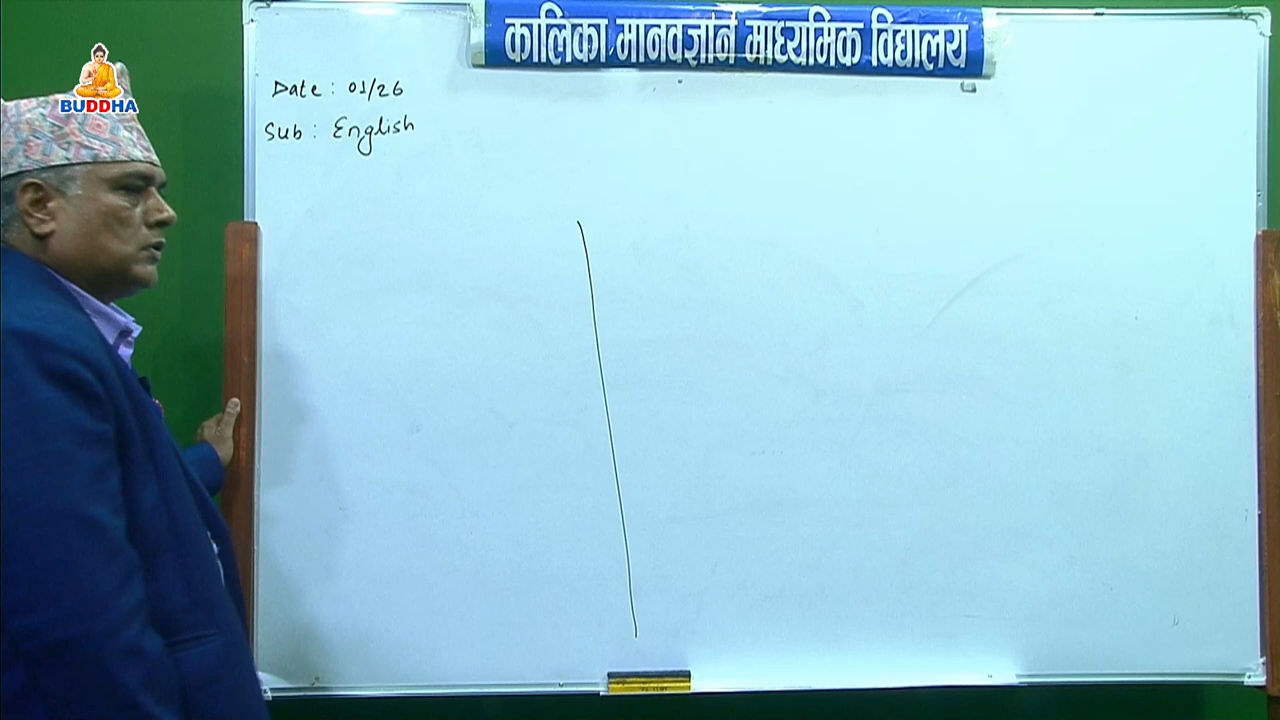 कालिका मानवज्ञान माध्यमिक विद्यालय
BUDDHA
Date : 01/26
Sub : English